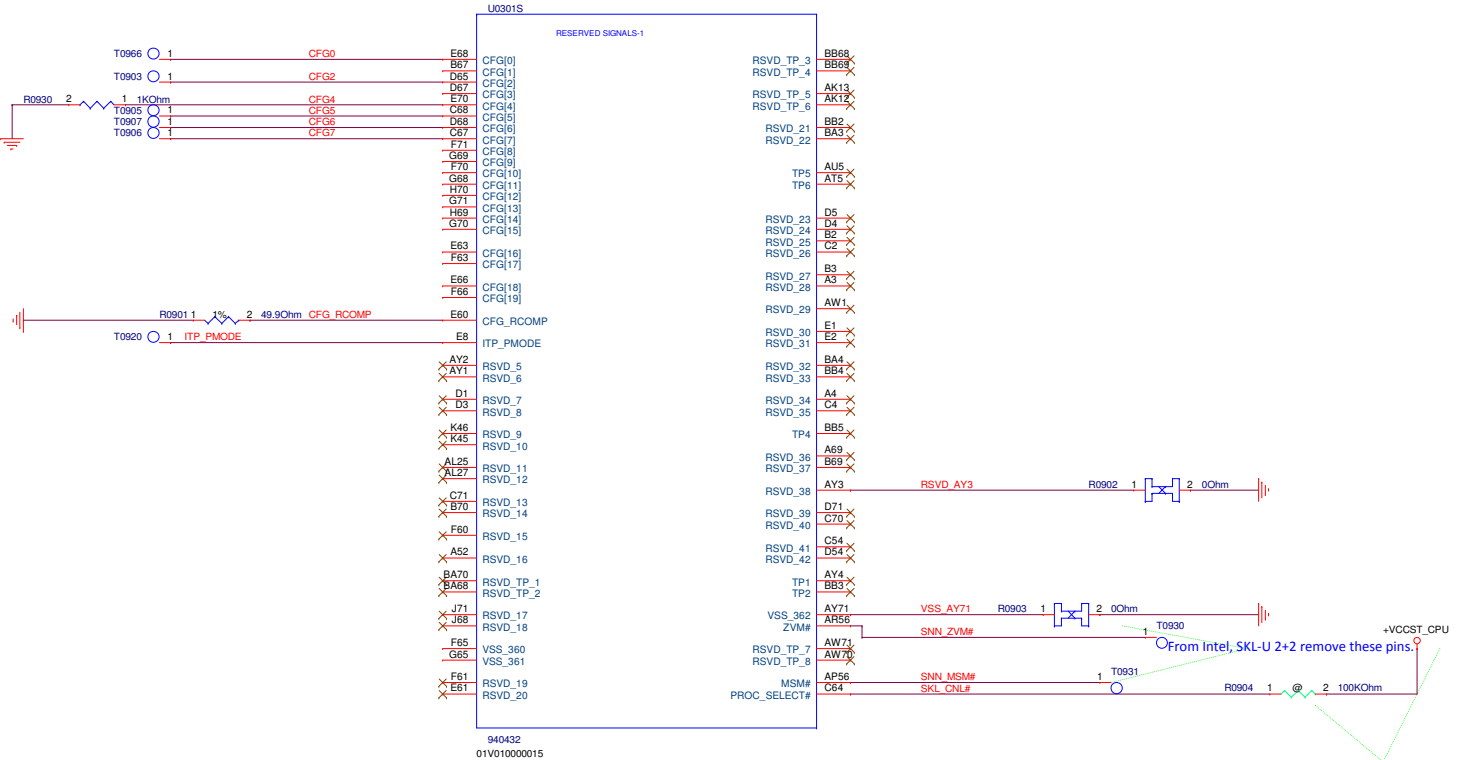 U0301S
RESERVED SIGNALS-1
T0966 1 CFG0 E68 CFG[0] RSVD_TP_3 BB68
B67 CFG[1] RSVD_TP_4 BB69
T0903 1 CFG2 D65 CFG[2]
D67 CFG[3] RSVD_TP_5 AK13
R0930 2 1 1KOhm CFG4 E70 CFG[4] RSVD_TP_6 AK12
T0905 1 CFG5 C68 CFG[5]
T0907 1 CFG6 D68 CFG[6] RSVD_21 BB2
T0906 1 CFG7 C67 CFG[7] RSVD_22 BA3
F71 CFG[8]
G69 CFG[9]
F70 CFG[10] TP5 AU5
G68 CFG[11] TP6 AT5
H70 CFG[12]
G71 CFG[13]
H69 CFG[14] RSVD_23 D5
G70 CFG[15] RSVD_24 D4
RSVD_25 B2
E63 CFG[16] RSVD_26 C2
F63 CFG[17]
RSVD_27 B3
E66 CFG[18] RSVD_28 A3
F66 CFG[19]
RSVD_29 AW1
R0901 1 1% 2 49.9Ohm CFG_RCOMP E60 CFG_RCOMP
RSVD_30 E1
T0920 1 ITP_PMODE E8 ITP_PMODE RSVD_31 E2
AY2 RSVD_5 RSVD_32 BA4
AY1 RSVD_6 RSVD_33 BB4
D1 RSVD_7 RSVD_34 A4
D3 RSVD_8 RSVD_35 C4
K46 RSVD_9 TP4 BB5
K45 RSVD_10
RSVD_36 A69
AL25 RSVD_11 RSVD_37 B69
AL27 RSVD_12
RSVD_38 AY3 RSVD_AY3 R0902 1 2 0Ohm
C71 RSVD_13
B70 RSVD_14 RSVD_39 D71
RSVD_40 C70
F60 RSVD_15
RSVD_41 C54
A52 RSVD_16 RSVD_42 D54
BA70 RSVD_TP_1 TP1 AY4
BA68 RSVD_TP_2 TP2 BB3
J71 RSVD_17 VSS_362 AY71 VSS_AY71 R0903 1 2 0Ohm
J68 RSVD_18 ZVM# AR56 SNN_ZVM# 1 T0930
+VCCST_CPU
F65 VSS_360 RSVD_TP_7 AW71 From Intel, SKL-U 2+2 remove these pins.
G65 VSS_361 RSVD_TP_8 AW70
F61 RSVD_19 MSM# AP56 SNN_MSM# 1 T0931
E61 RSVD_20 PROC_SELECT# C64 SKL_CNL# R0904 1 @ 2 100KOhm
940432
01V010000015